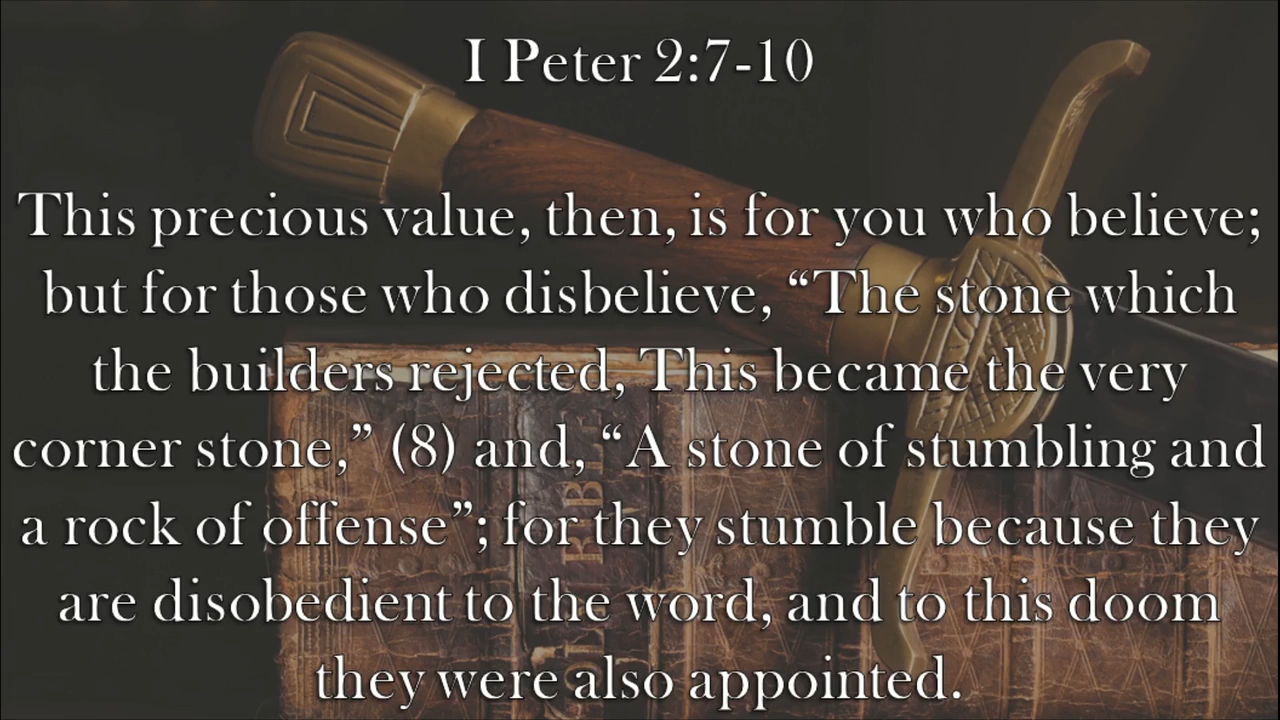 I Peter 2:7-10
This precious value, then, is for you who believe;
but for those who disbelieve, “The stone which
the builders rejected, This became the very
corner stone,” (8) and, “A stone of stumbling and
a rock of offense”; for they stumble because they
are disobedient to the word, and to this doom
they were also appointed.